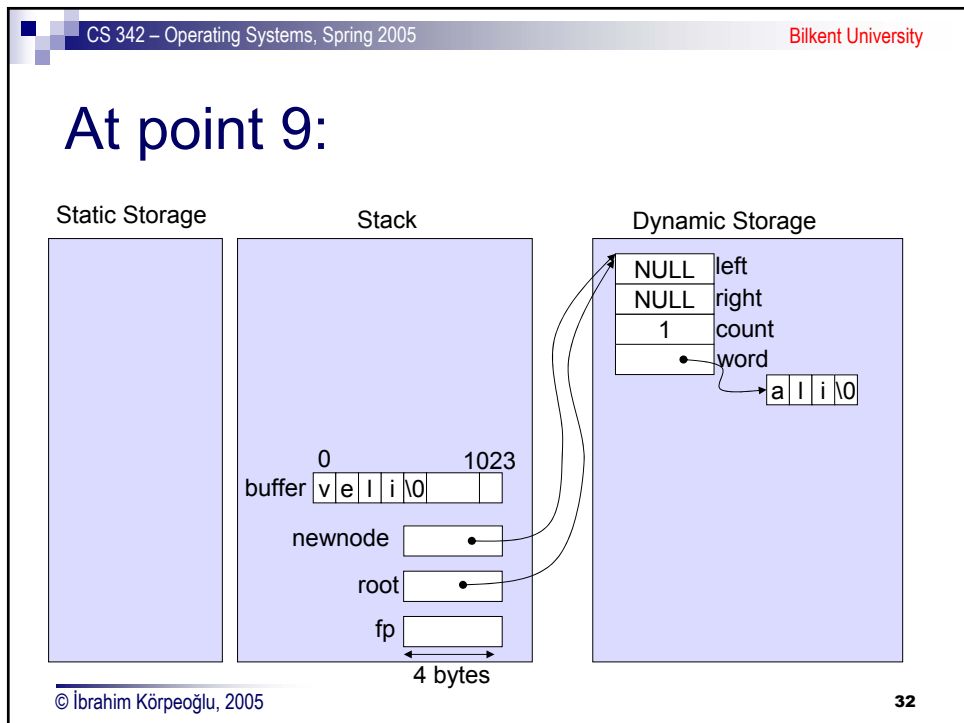 CS 342 – Operating Systems, Spring 2005 Bilkent University
At point 9:
Static Storage Stack Dynamic Storage
NULL left
NULL right
1 count
word
a l i \0
0 1023
buffer v e l i \0
newnode
root
fp
4 bytes
© İbrahim Körpeoğlu, 2005 32